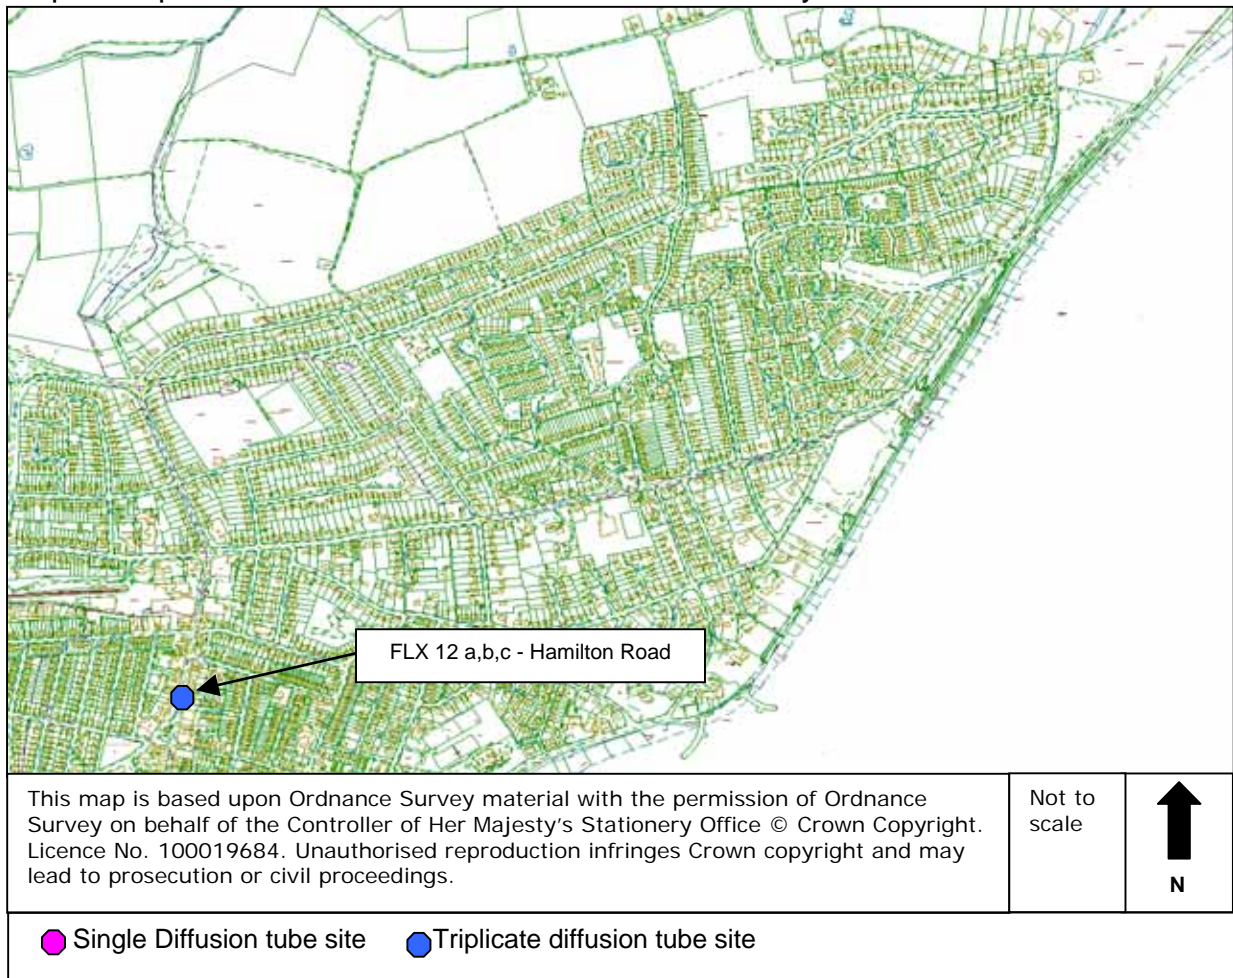 FLX 12 a,b,c - Hamilton Road
This map is based upon Ordnance Survey material with the permission of Ordnance
Survey on behalf of the Controller of Her Majesty's Stationery Office © Crown Copyright.
Licence No. 100019684. Unauthorised reproduction infringes Crown copyright and may
lead to prosecution or civil proceedings.
Not to
scale
N
Single Diffusion tube site
Triplicate diffusion tube site